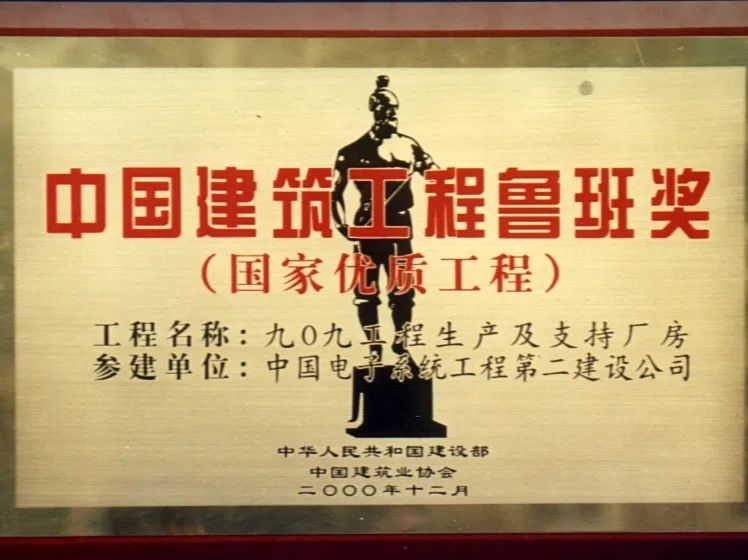 中国建筑工程鲁班奖
（国家优质工程）
工程名称：九0九工程生产及支持厂房
参建单位：中国电子系统工程第二建设公司
中华人民共和国建设部
中国建筑业协会
二〇〇〇年十二月